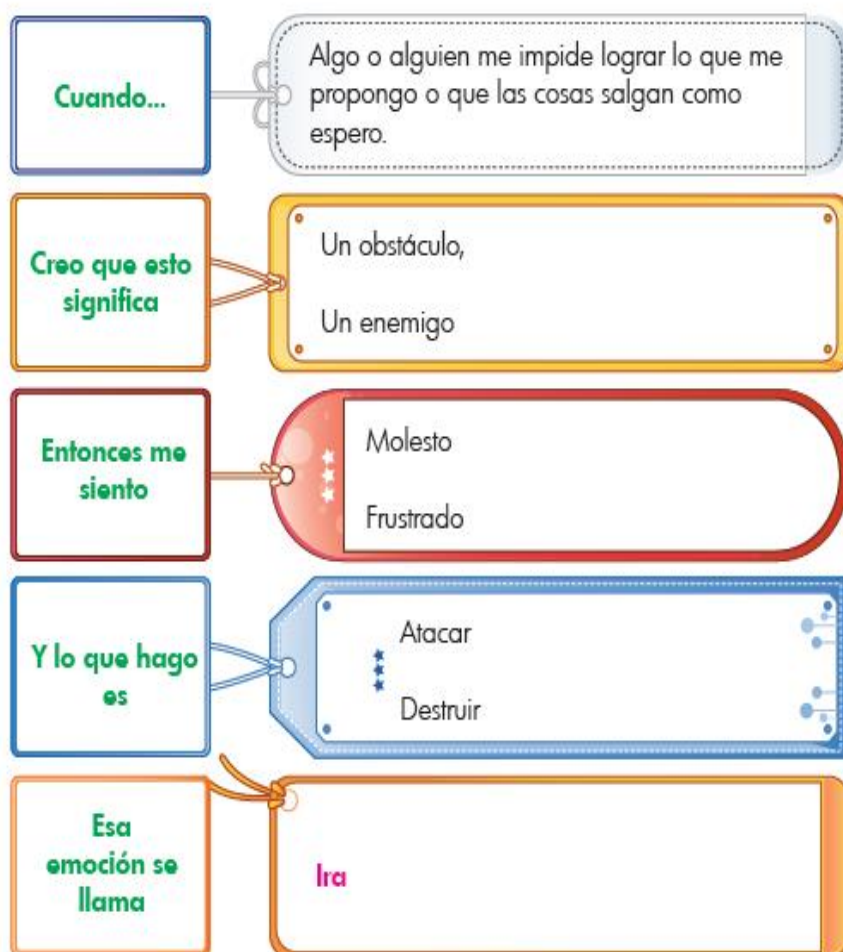 Cuando...
Algo o alguien me impide lograr lo que me
propongo o que las cosas salgan como
espero.
Creo que esto
significa
Un obstáculo,
Un enemigo
Entonces me
siento
Molesto
Frustrado
Y lo que hago
es
Atacar
Destruir
Esa
emoción se
llama
Ira